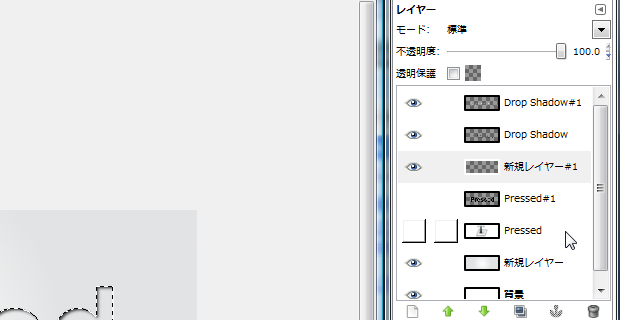 レイヤー
モード: 標準
不透明度: 100.0
透明保護
Drop Shadow#1
Drop Shadow
新規レイヤー#1
Pressed#1
Pressed
新規レイヤー
背景